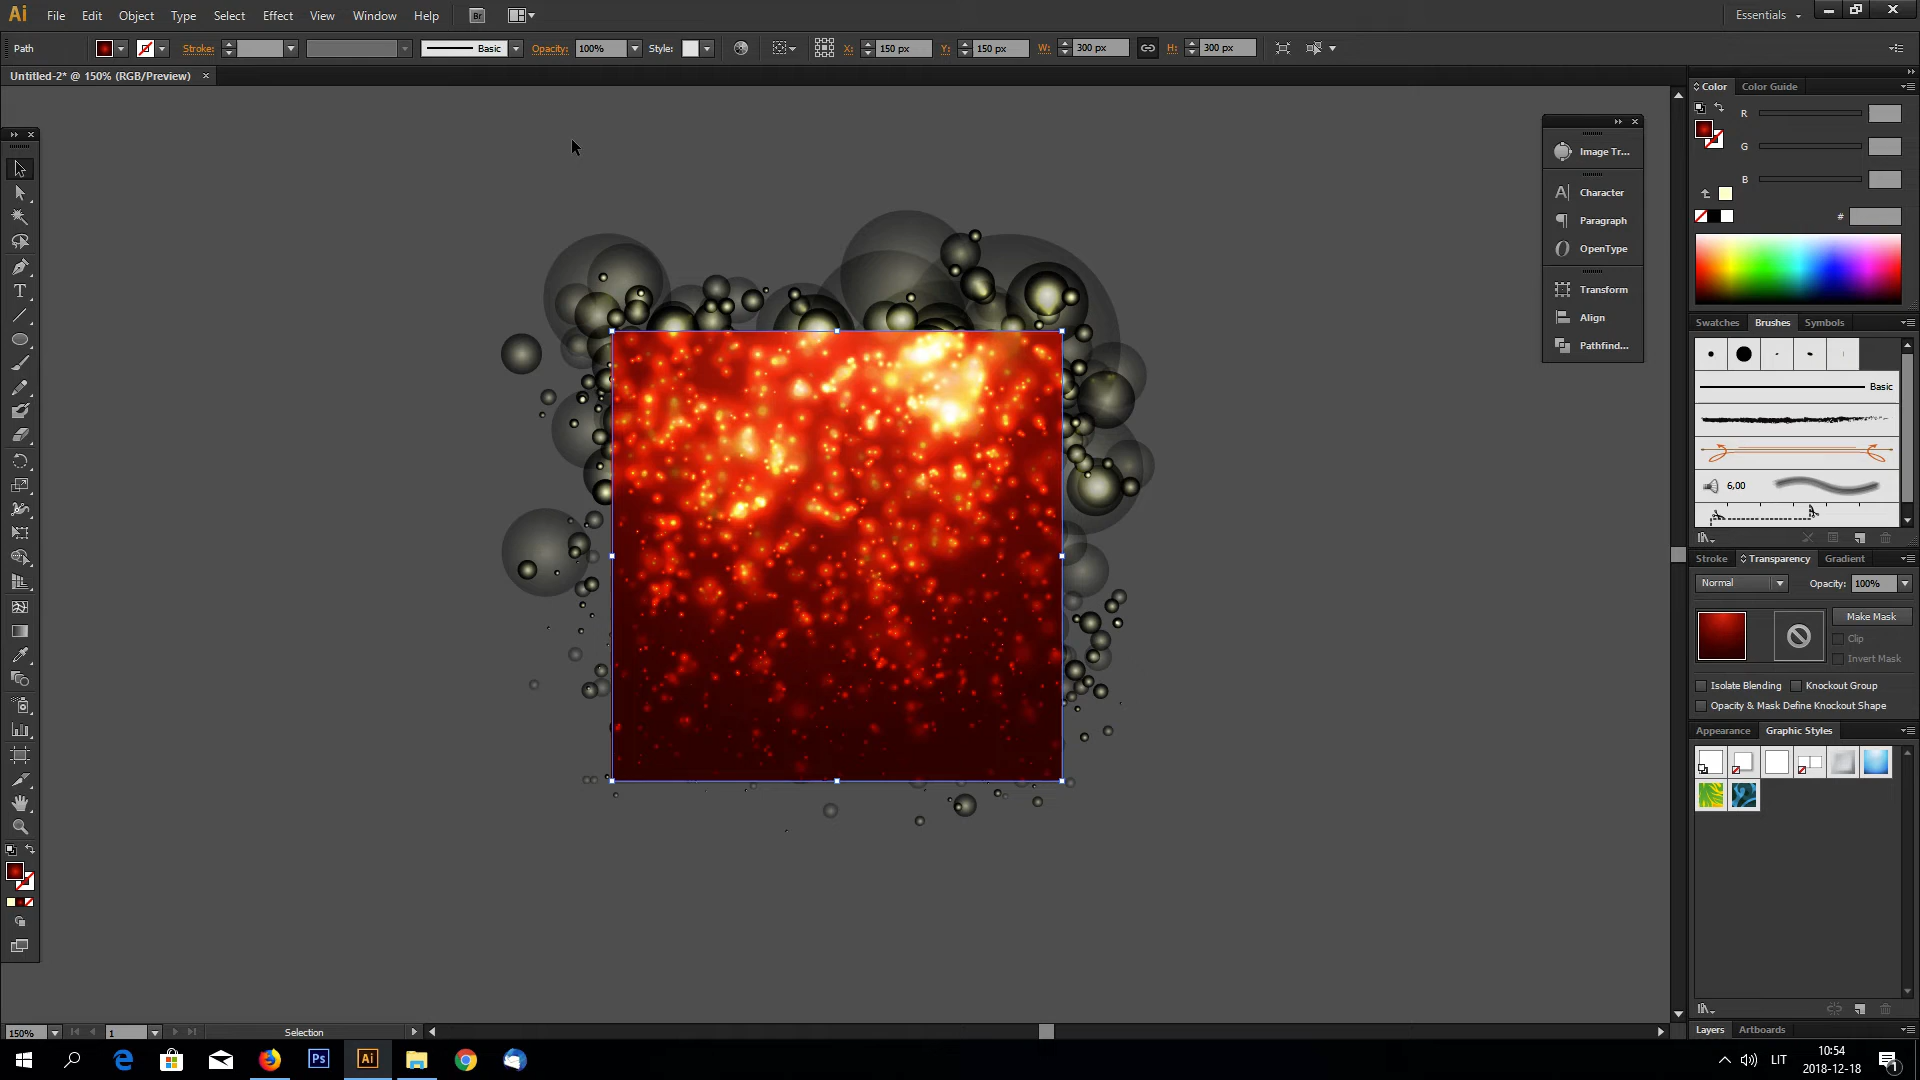 Ai File Edit Object Type Select Effect View Window Help Br Essentials
Path Stroke: Basic Opacity: 100% Style: X: 150 px Y: 150 px W: 300 px H: 300 px
Untitled-2* @ 150% (RGB/Preview) ×
Color Color Guide
R
G
B
#
Image Tr...
Character
Paragraph
OpenType
Transform
Align
Pathfind...
Swatches Brushes Symbols
Basic
6,00
Stroke Transparency Gradient
Normal Opacity: 100%
Make Mask
Clip
Invert Mask
Isolate Blending Knockout Group
Opacity & Mask Define Knockout Shape
Appearance Graphic Styles
Layers Artboards
150% 1 Selection
Ps Ai LIT 10:54
2018-12-18
1